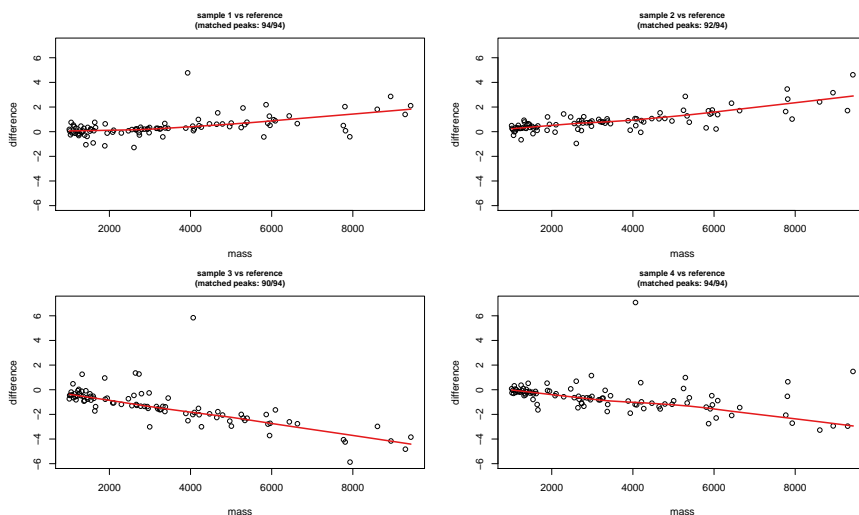 sample 1 vs reference
(matched peaks: 94/94)
difference
6
4
2
0
−2
−4
−6
2000 4000 6000 8000
mass
sample 2 vs reference
(matched peaks: 92/94)
difference
6
4
2
0
−2
−4
−6
2000 4000 6000 8000
mass
sample 3 vs reference
(matched peaks: 90/94)
difference
6
4
2
0
−2
−4
−6
2000 4000 6000 8000
mass
sample 4 vs reference
(matched peaks: 94/94)
difference
6
4
2
0
−2
−4
−6
2000 4000 6000 8000
mass